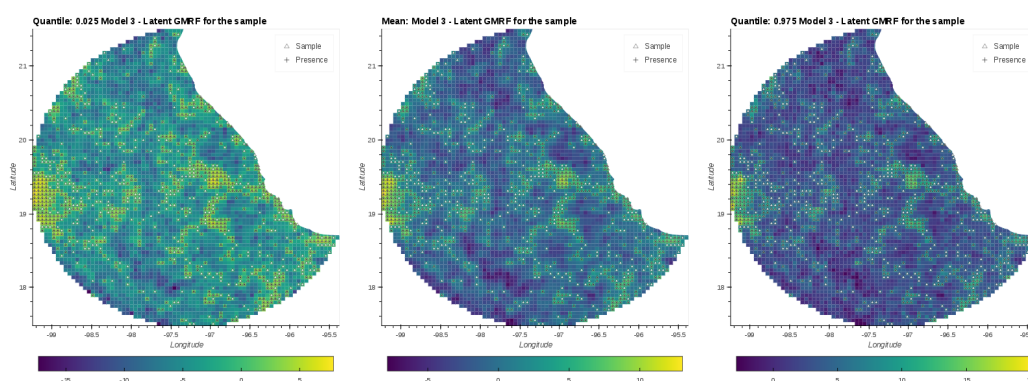 Quantile: 0.025 Model 3 - Latent GMRF for the sample
Sample
Presence
21
20
19
18
Latitude
-99 -98.5 -98 -97.5 -97 -96.5 -96 -95.5
Longitude
-15 -10 -5 0 5
Mean: Model 3 - Latent GMRF for the sample
Sample
Presence
21
20
19
18
Latitude
-99 -98.5 -98 -97.5 -97 -96.5 -96 -95.5
Longitude
-5 0 5 10
Quantile: 0.975 Model 3 - Latent GMRF for the sample
Sample
Presence
21
20
19
18
Latitude
-99 -98.5 -98 -97.5 -97 -96.5 -96
Longitude
0 5 10 15